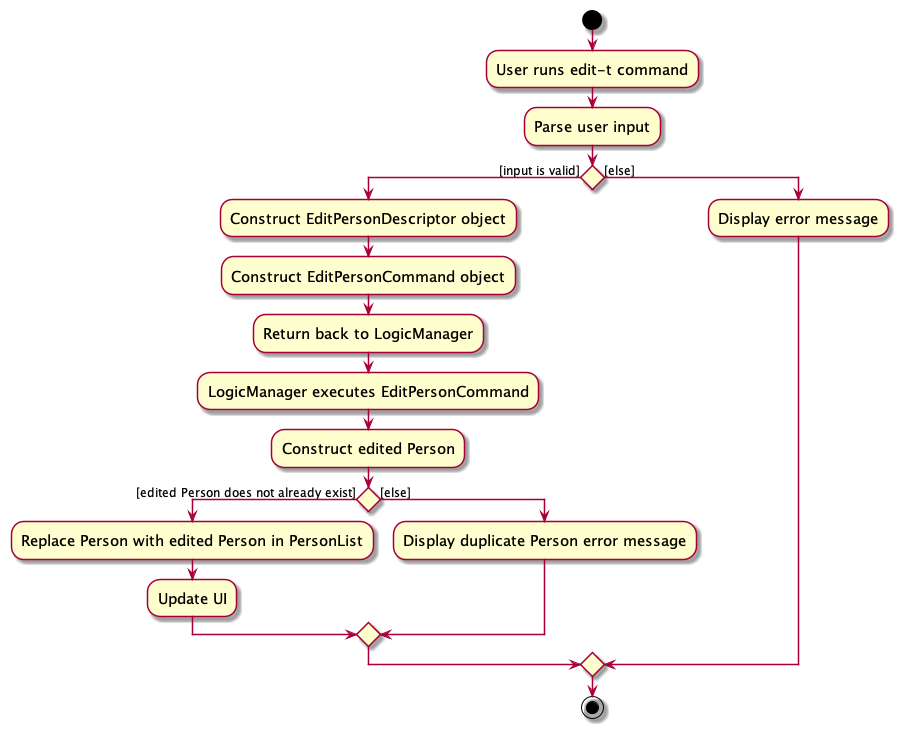 User runs edit-t command
Parse user input
[input is valid]
[else]
Construct EditPersonDescriptor object
Display error message
Construct EditPersonCommand object
Return back to LogicManager
LogicManager executes EditPersonCommand
Construct edited Person
[edited Person does not already exist]
[else]
Replace Person with edited Person in PersonList
Display duplicate Person error message
Update UI